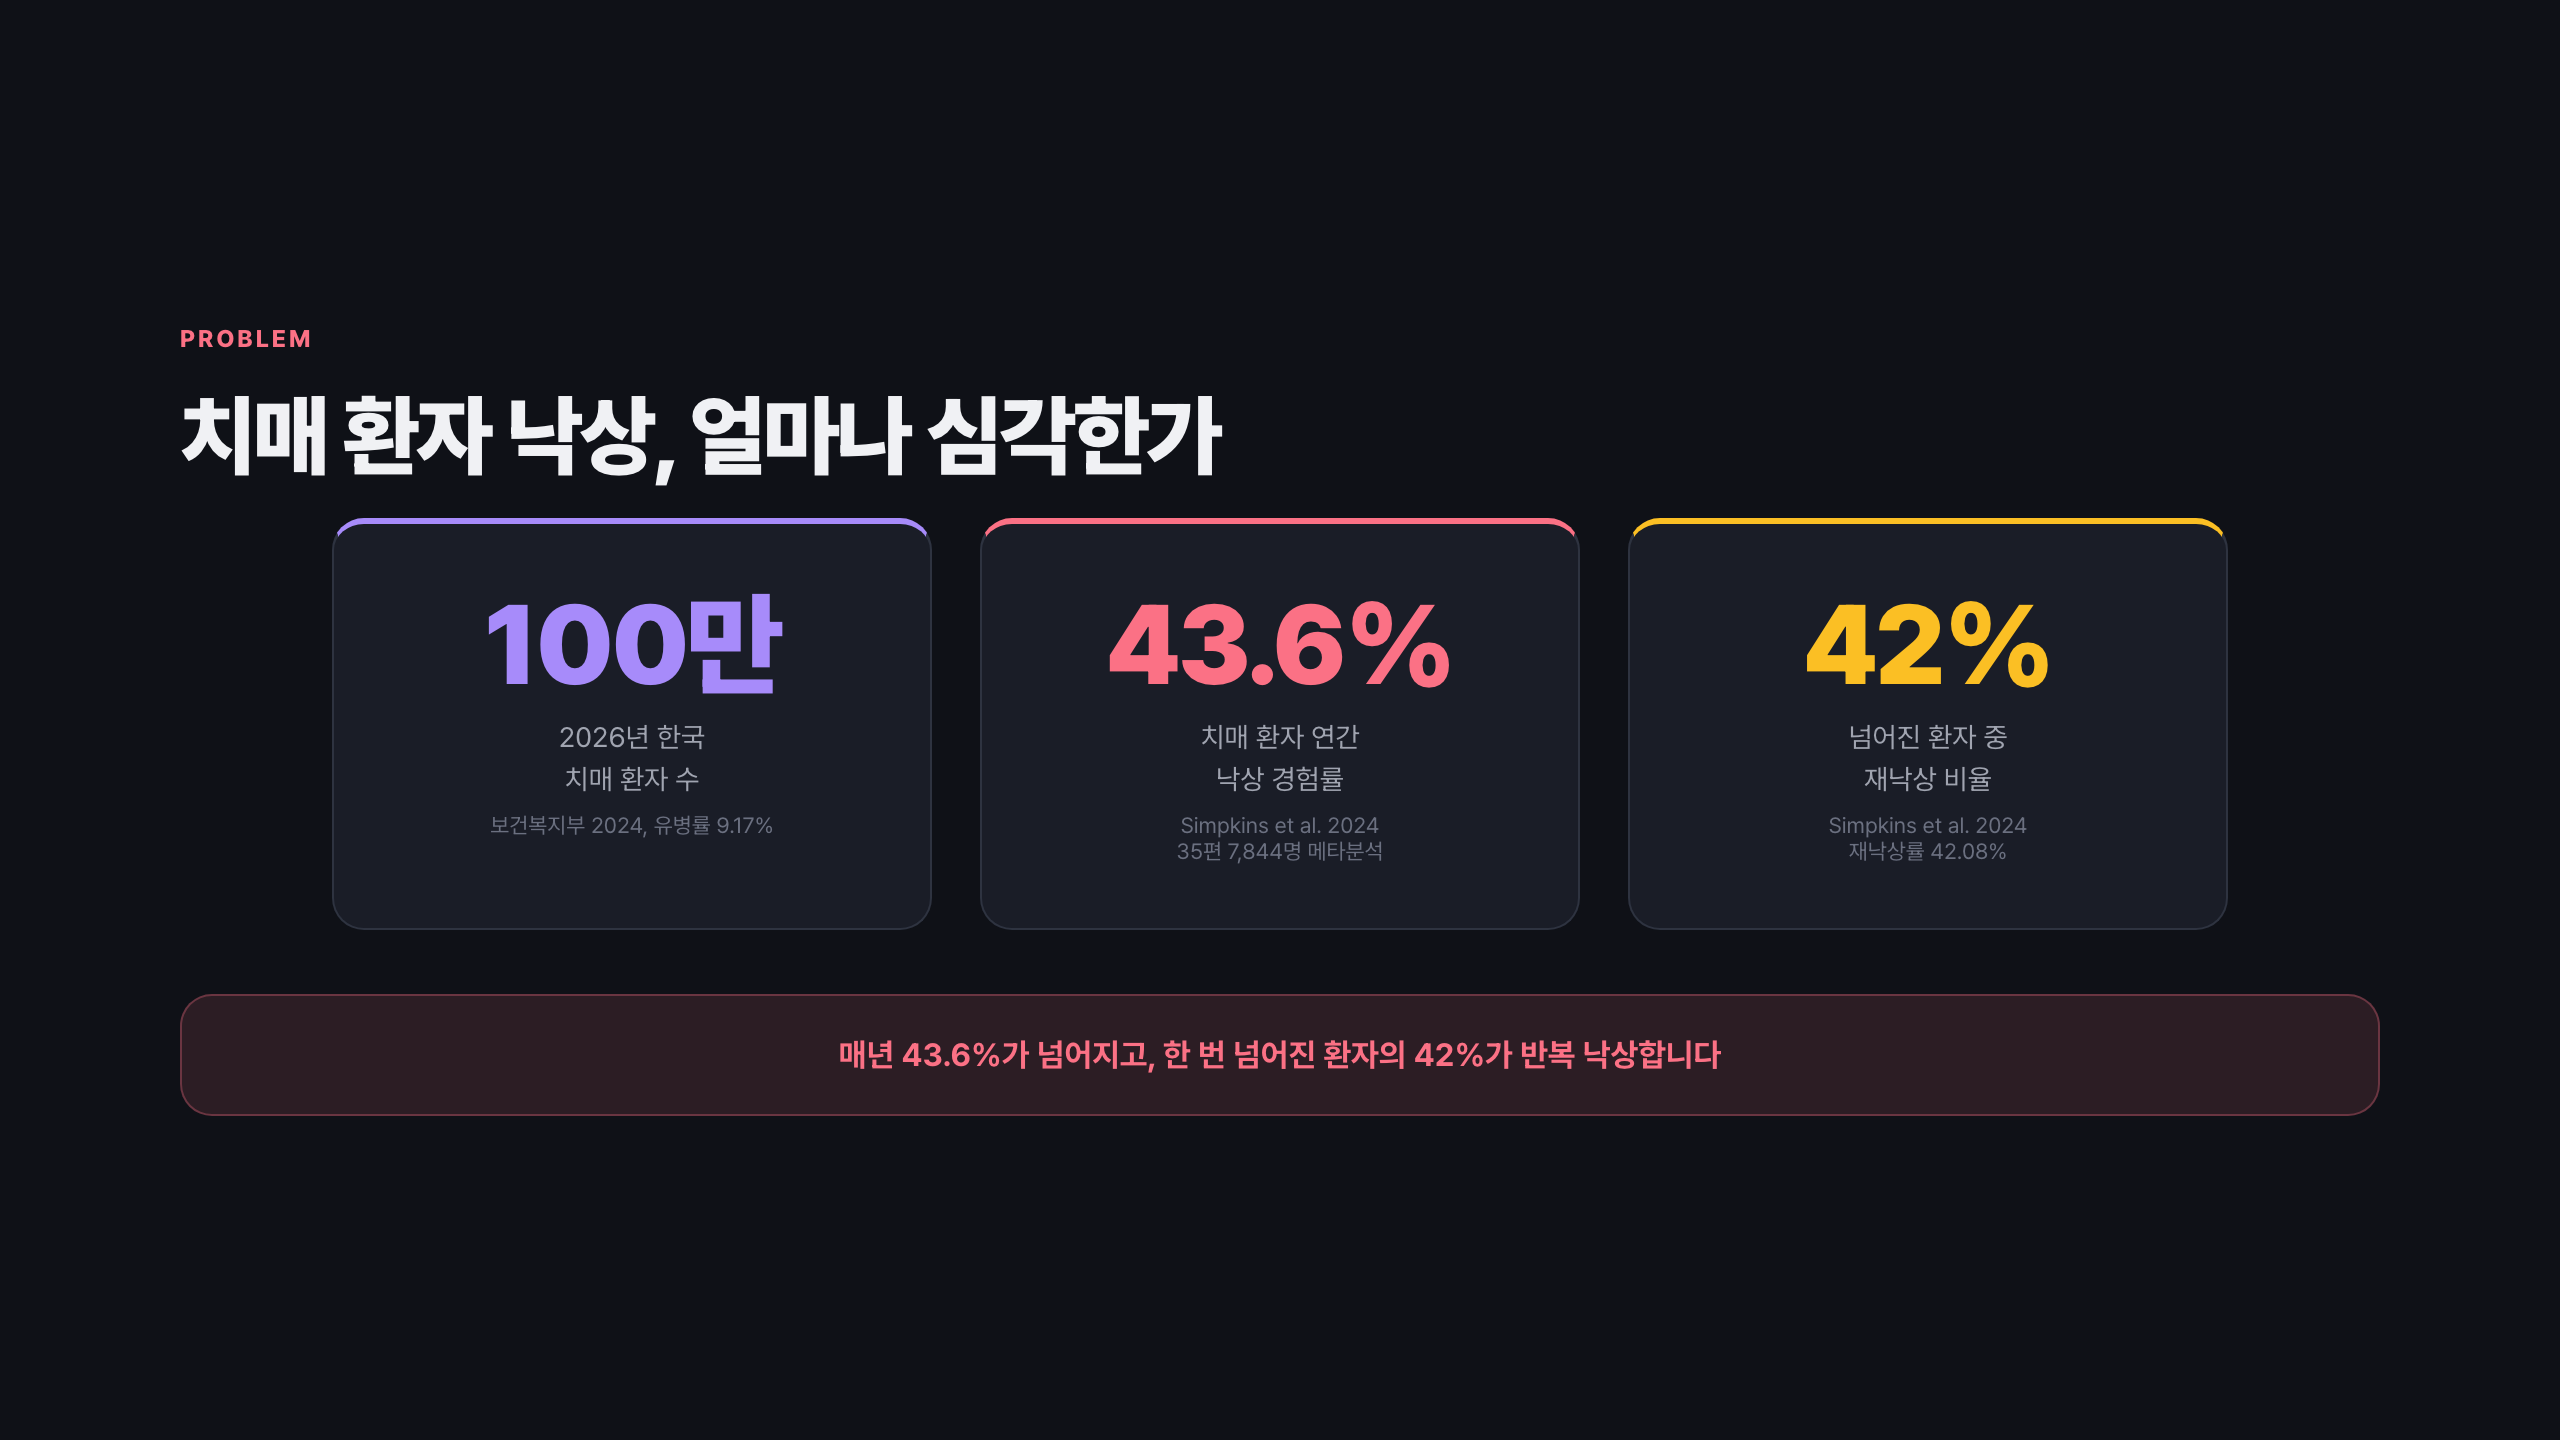 PROBLEM
치매 환자 낙상, 얼마나 심각한가
100만
2026년 한국
치매 환자 수
보건복지부 2024, 유병률 9.17%
43.6%
치매 환자 연간
낙상 경험률
Simpkins et al. 2024
35편 7,844명 메타분석
42%
넘어진 환자 중
재낙상 비율
Simpkins et al. 2024
재낙상률 42.08%
매년 43.6%가 넘어지고, 한 번 넘어진 환자의 42%가 반복 낙상합니다